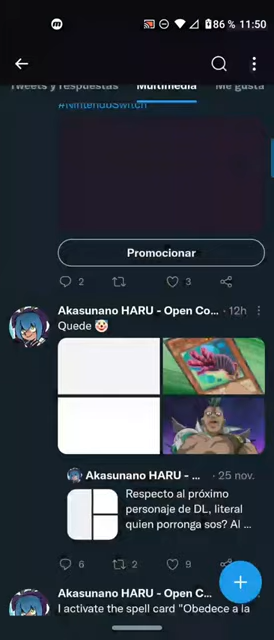 86 % 11:50
Tweets y respuestas Multimedia Me gusta
#NintendoSwitch
Promocionar
2 3
Akasunano HARU - Open Co... · 12h
Quede 🤡
Akasunano HARU - ... · 25 nov.
Respecto al próximo
personaje de DL, literal
quien porronga sos? Al ...
6 2 9
Akasunano HARU - Open Co...
I activate the spell card "Obedece a la